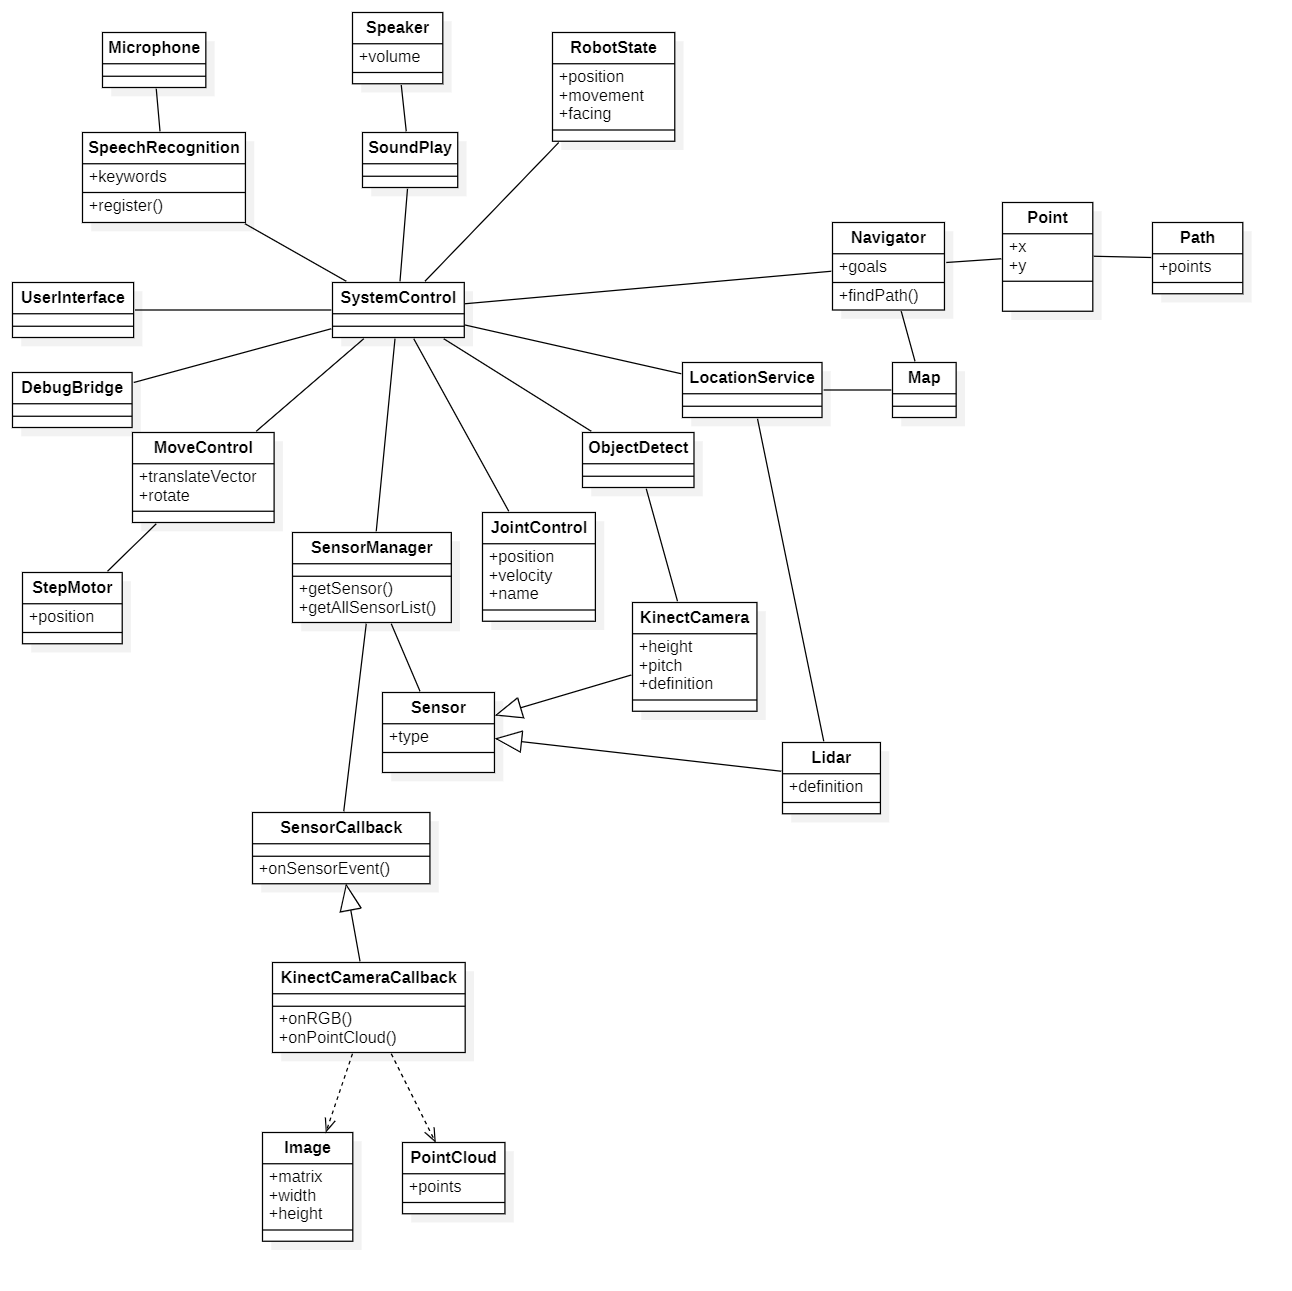 Microphone
Speaker
+volume
RobotState
+position
+movement
+facing
SpeechRecognition
+keywords
+register()
SoundPlay
Navigator
+goals
+findPath()
Point
+x
+y
Path
+points
UserInterface
SystemControl
DebugBridge
LocationService
Map
MoveControl
+translateVector
+rotate
ObjectDetect
SensorManager
+getSensor()
+getAllSensorList()
JointControl
+position
+velocity
+name
StepMotor
+position
KinectCamera
+height
+pitch
+definition
Sensor
+type
Lidar
+definition
SensorCallback
+onSensorEvent()
KinectCameraCallback
+onRGB()
+onPointCloud()
Image
+matrix
+width
+height
PointCloud
+points